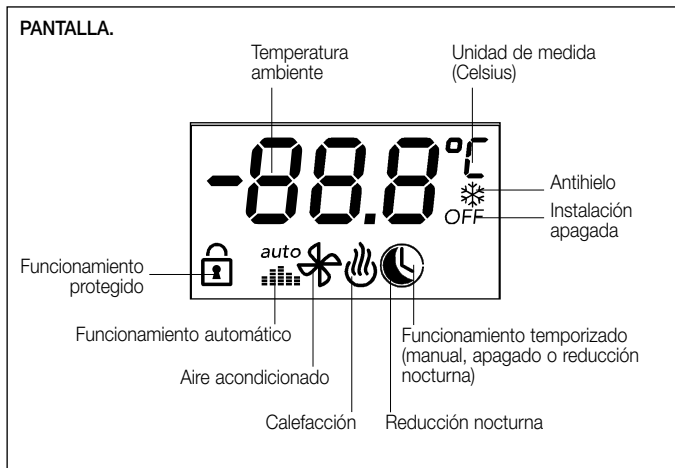 PANTALLA.
Temperatura
ambiente
Unidad de medida
(Celsius)
-88.8 °C
Antihielo
OFF
Instalación
apagada
auto
Funcionamiento
protegido
Funcionamiento automático
Funcionamiento temporizado
(manual, apagado o reducción
nocturna)
Aire acondicionado
Calefacción
Reducción nocturna